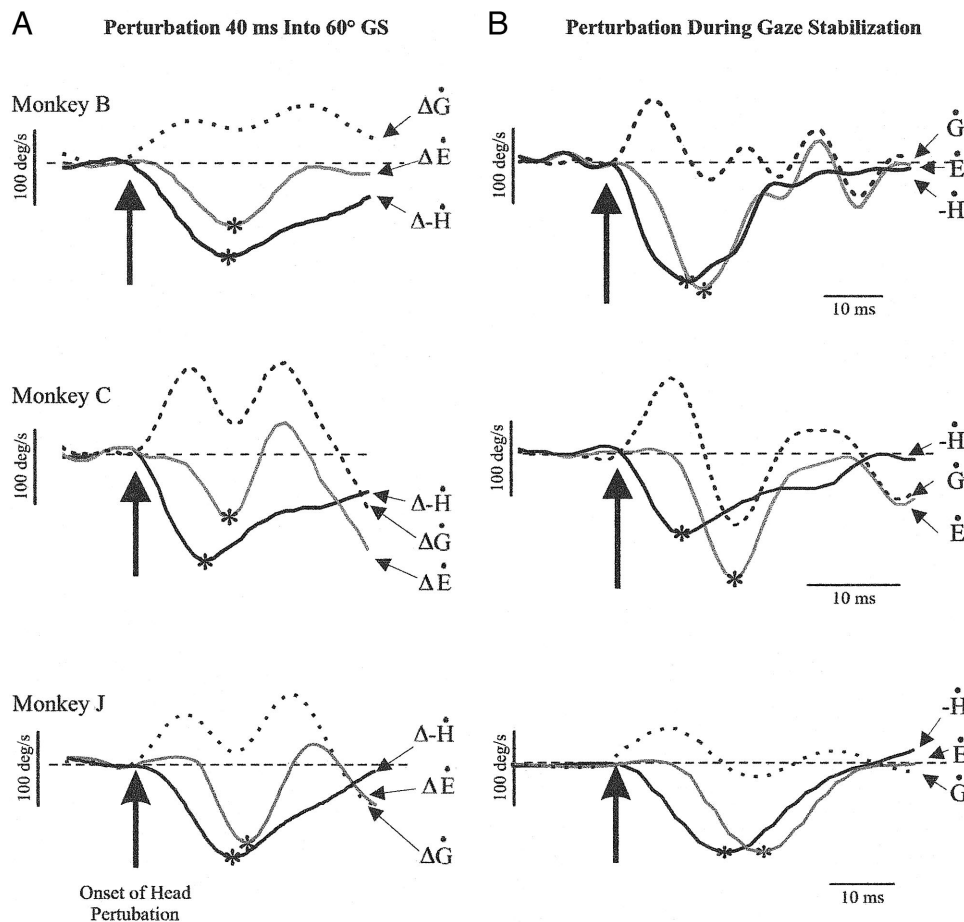 A
Perturbation 40 ms Into 60° GS
B
Perturbation During Gaze Stabilization
Monkey B
100 deg/s
ΔĠ
ΔĖ
Δ-Ḣ
100 deg/s
Ġ
Ė
-Ḣ
10 ms
Monkey C
100 deg/s
Δ-Ḣ
ΔĠ
ΔĖ
100 deg/s
-Ḣ
Ġ
Ė
10 ms
Monkey J
100 deg/s
Δ-Ḣ
ΔĖ
ΔĠ
Onset of Head
Pertubation
100 deg/s
-Ḣ
Ė
Ġ
10 ms